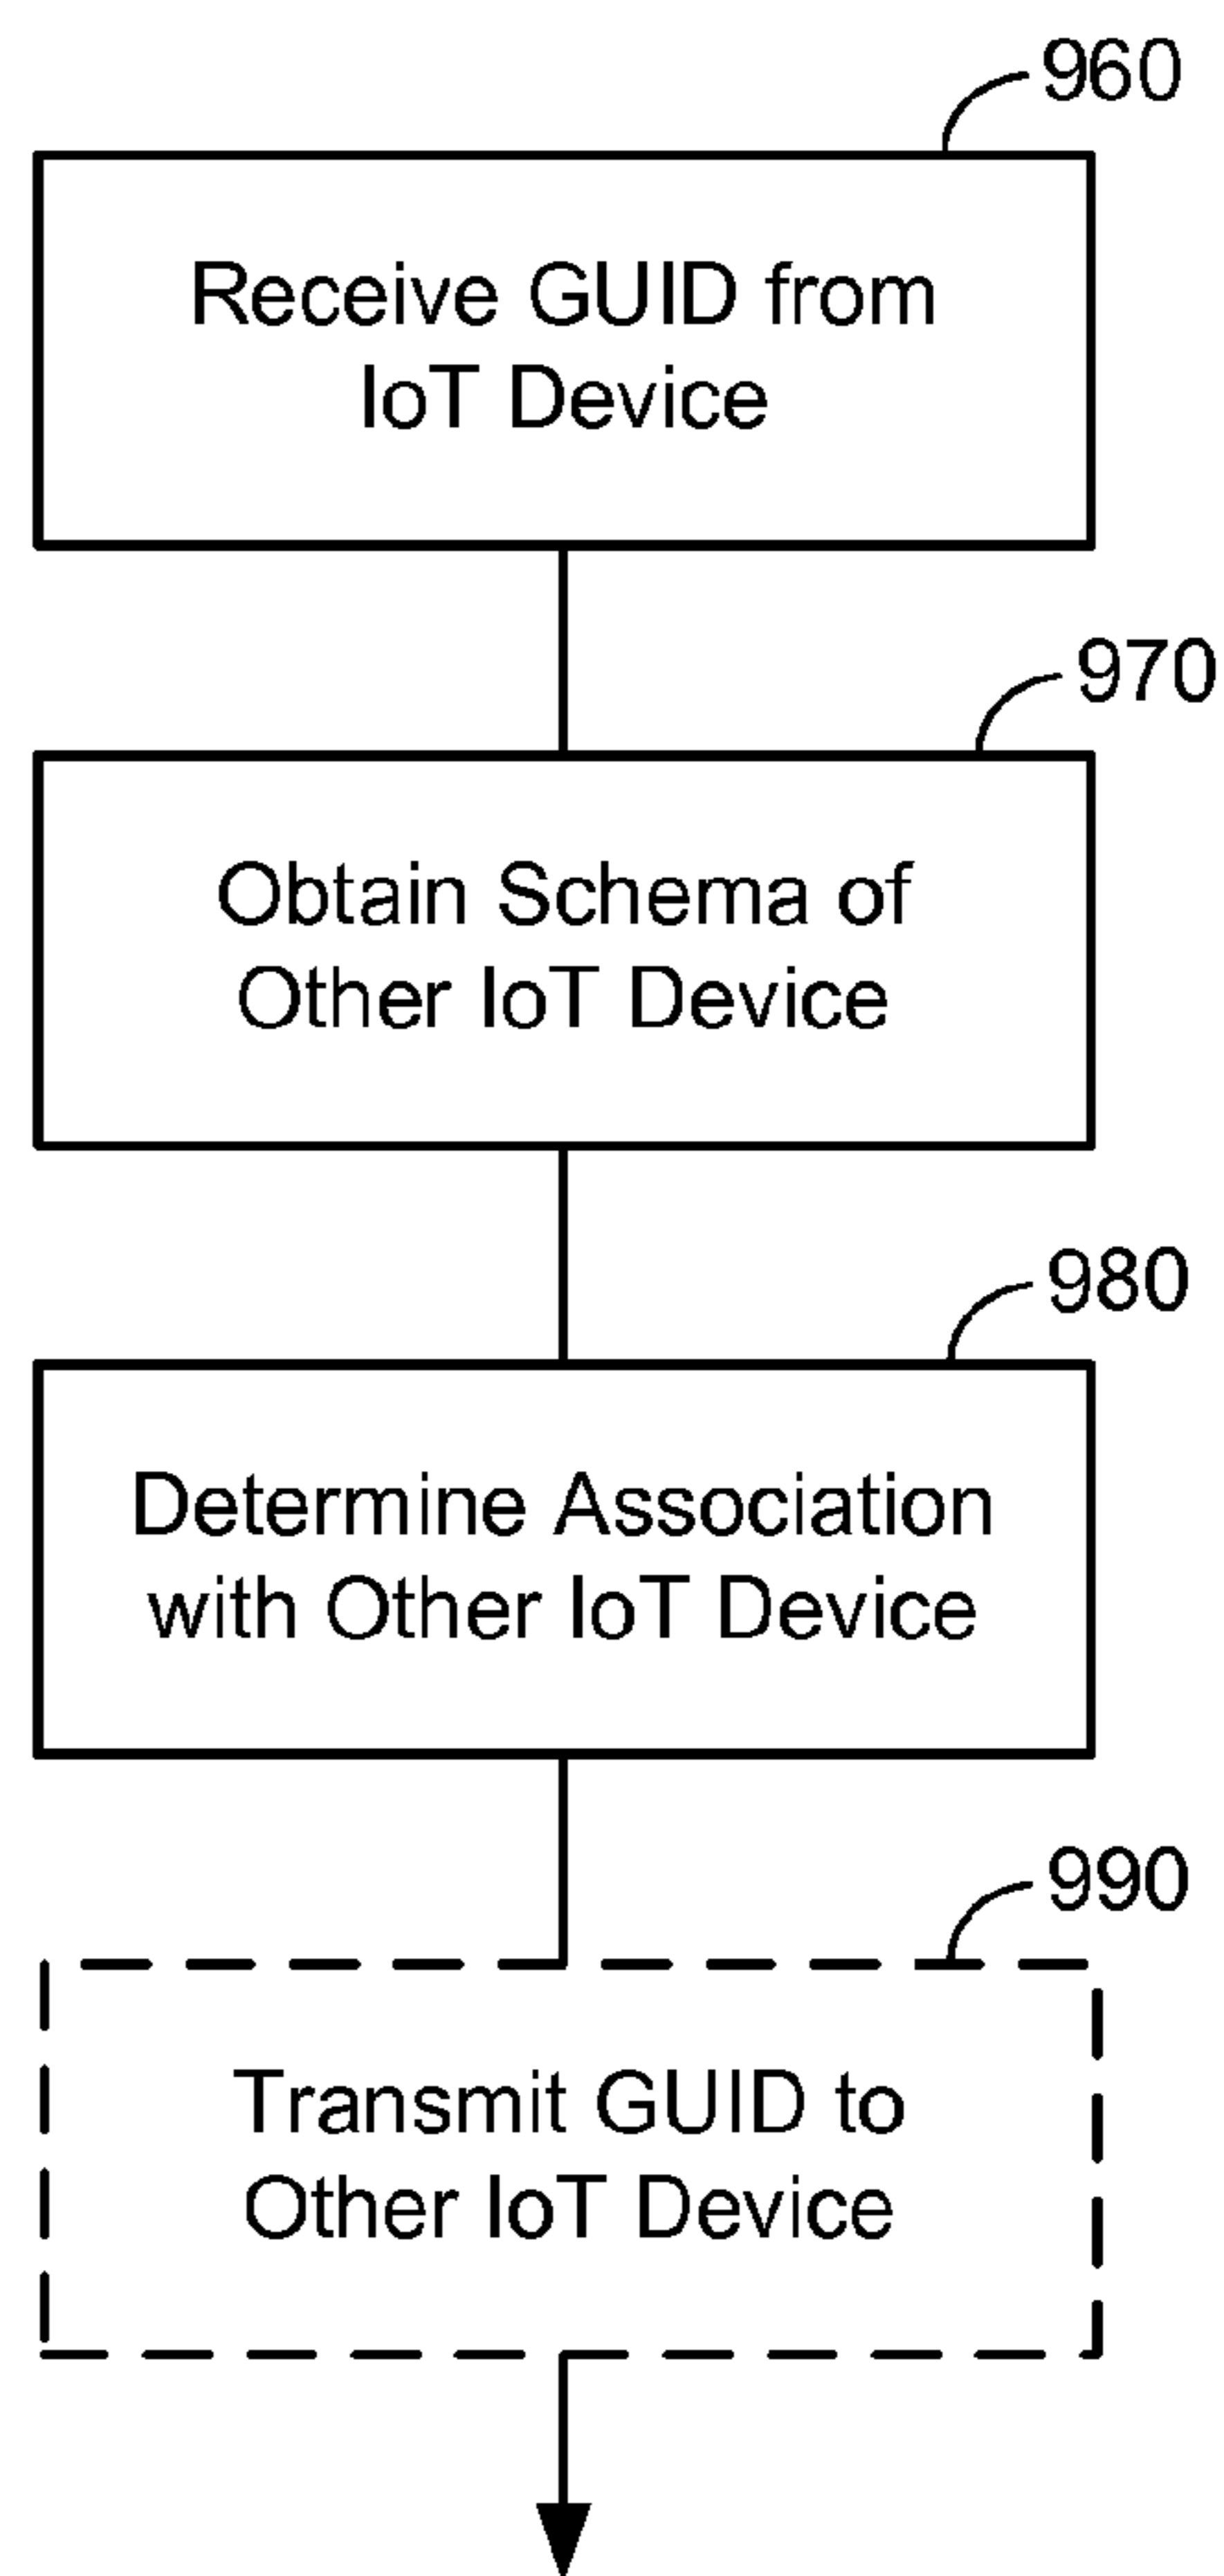 960
Receive GUID from
IoT Device
970
Obtain Schema of
Other IoT Device
980
Determine Association
with Other IoT Device
990
Transmit GUID to
Other IoT Device